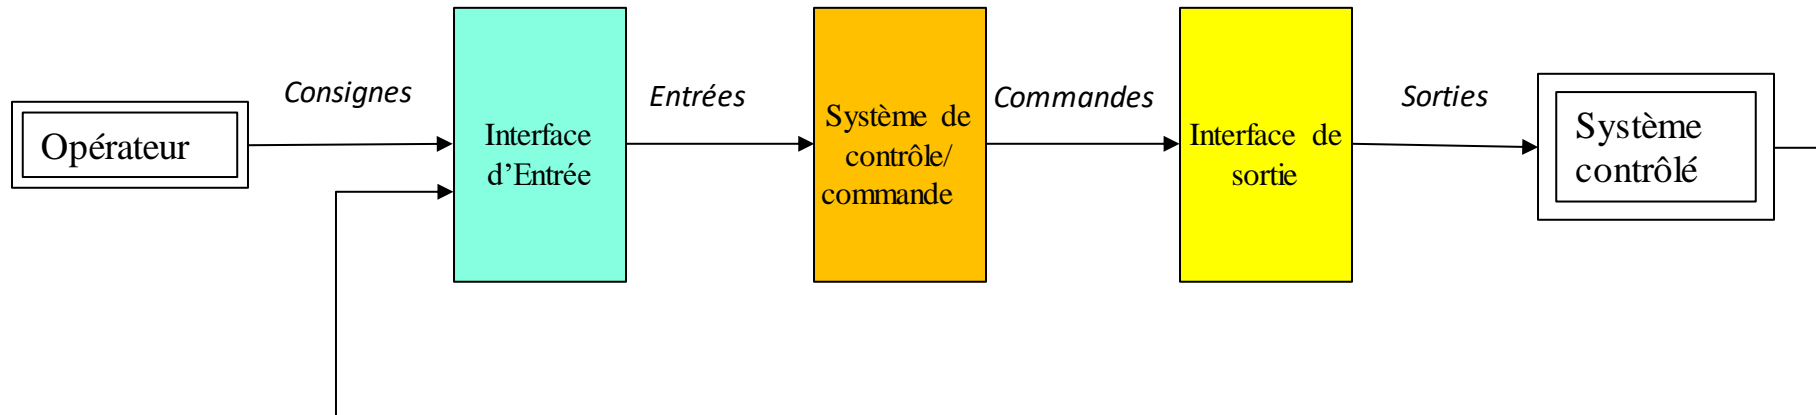 Opérateur
Consignes
Interface
d’Entrée
Entrées
Système de
contrôle/
commande
Commandes
Interface de
sortie
Sorties
Système
contrôlé